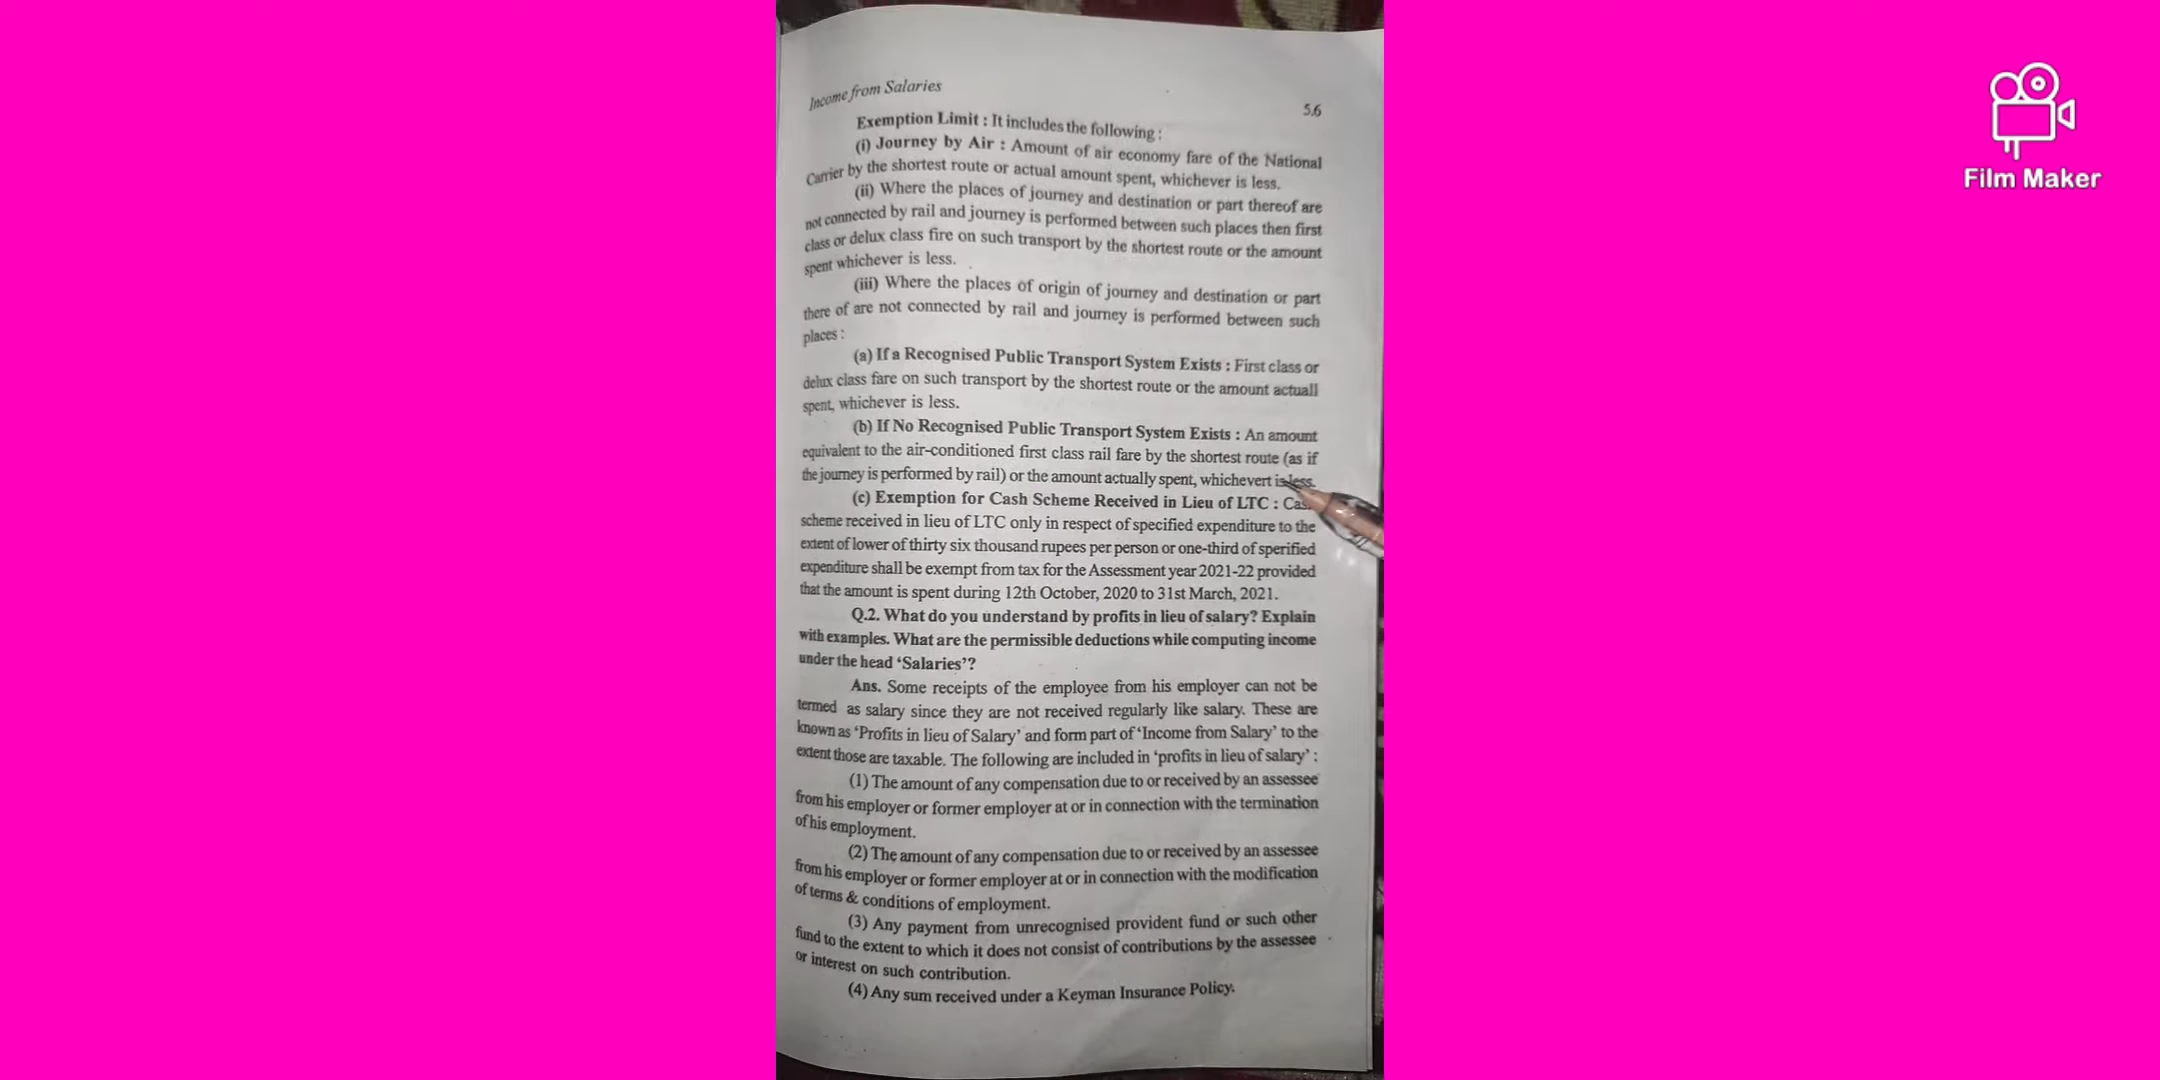 Income from Salaries
5.6
Exemption Limit : It includes the following :
(i) Journey by Air : Amount of air economy fare of the National
Carrier by the shortest route or actual amount spent, whichever is less.
(ii) Where the places of journey and destination or part thereof are
not connected by rail and journey is performed between such places then first
class or delux class fire on such transport by the shortest route or the amount
spent whichever is less.
(iii) Where the places of origin of journey and destination or part
there of are not connected by rail and journey is performed between such
places :
(a) If a Recognised Public Transport System Exists : First class or
delux class fare on such transport by the shortest route or the amount actuall
spent, whichever is less.
(b) If No Recognised Public Transport System Exists : An amount
equivalent to the air-conditioned first class rail fare by the shortest route (as if
the journey is performed by rail) or the amount actually spent, whichevert is less.
(c) Exemption for Cash Scheme Received in Lieu of LTC :
scheme received in lieu of LTC only in respect of specified expenditure to the
extent of lower of thirty six thousand rupees per person or one-third of sperified
expenditure shall be exempt from tax for the Assessment year 2021-22 provided
that the amount is spent during 12th October, 2020 to 31st March, 2021.
Q.2. What do you understand by profits in lieu of salary? Explain
with examples. What are the permissible deductions while computing income
under the head ‘Salaries’?
Ans. Some receipts of the employee from his employer can not be
termed as salary since they are not received regularly like salary. These are
known as ‘Profits in lieu of Salary’ and form part of ‘Income from Salary’ to the
extent those are taxable. The following are included in ‘profits in lieu of salary’ :
(1) The amount of any compensation due to or received by an assessee
from his employer or former employer at or in connection with the termination
of his employment.
(2) The amount of any compensation due to or received by an assessee
from his employer or former employer at or in connection with the modification
of terms & conditions of employment.
(3) Any payment from unrecognised provident fund or such other
fund to the extent to which it does not consist of contributions by the assessee
or interest on such contribution.
(4) Any sum received under a Keyman Insurance Policy.
Film Maker